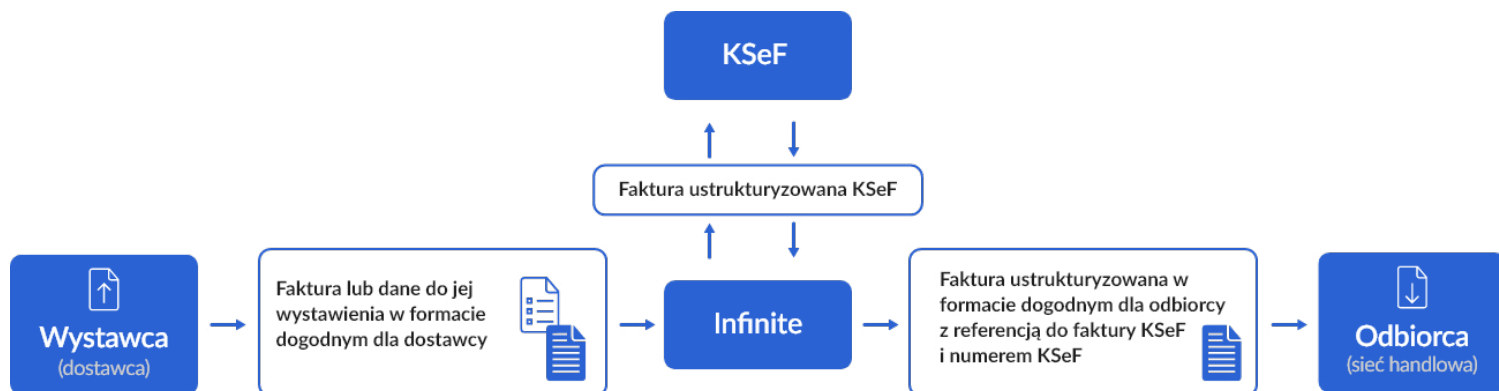 KSeF
Faktura ustrukturyzowana KSeF
Wystawca
(dostawca)
Faktura lub dane do jej
wystawienia w formacie
dogodnym dla dostawcy
Infinite
Faktura ustrukturyzowana w
formacie dogodnym dla odbiorcy
z referencją do faktury KSeF
i numerem KSeF
Odbiorca
(sieć handlowa)